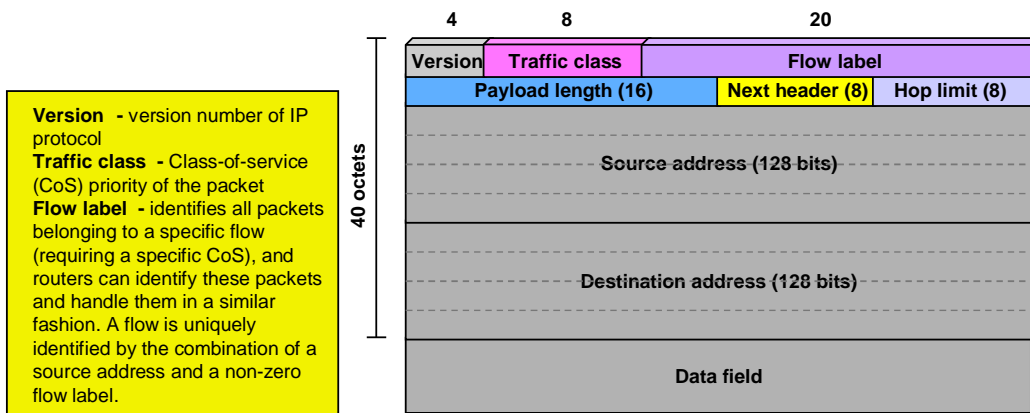 4 8 20
Version Traffic class Flow label
Payload length (16) Next header (8) Hop limit (8)
Source address (128 bits)
Destination address (128 bits)
Data field
40 octets
Version - version number of IP
protocol
Traffic class - Class-of-service
(CoS) priority of the packet
Flow label - identifies all packets
belonging to a specific flow
(requiring a specific CoS), and
routers can identify these packets
and handle them in a similar
fashion. A flow is uniquely
identified by the combination of a
source address and a non-zero
flow label.